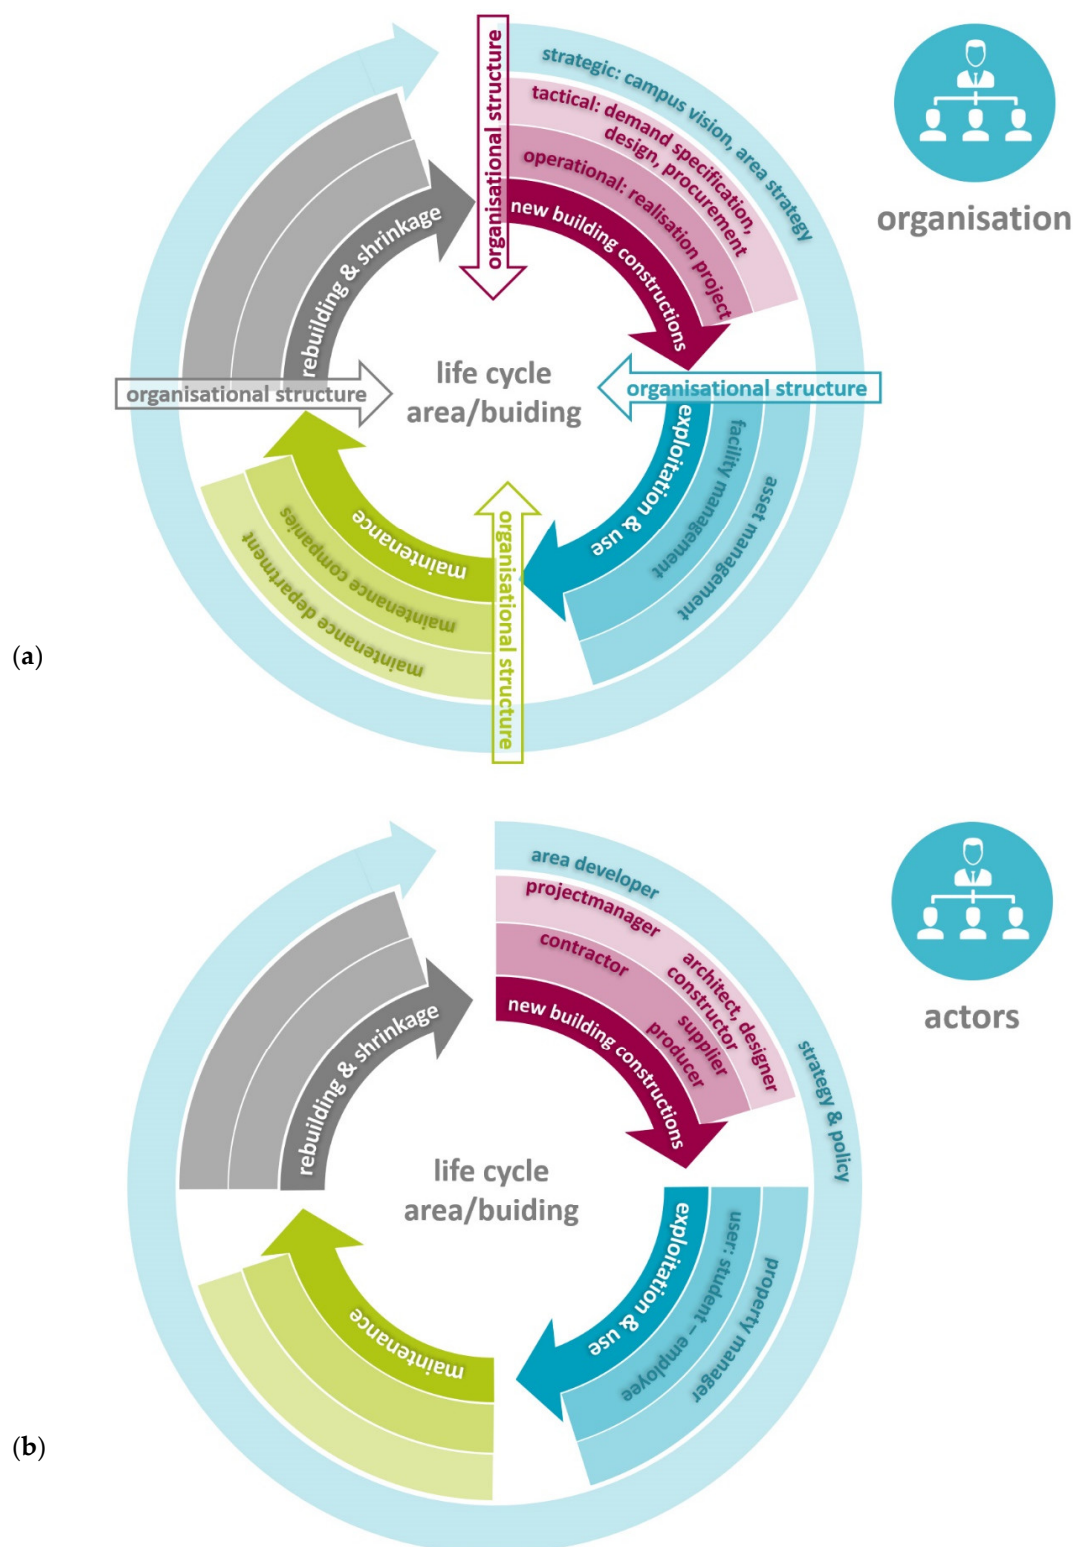 organisational structure
strategic: campus vision, area strategy
tactical: demand specification,
design, procurement
operational: realisation project
new building constructions
organisation
rebuilding & shrinkage
life cycle
area/buiding
organisational structure
organisational structure
exploitation & use
facility management
asset management
maintenance
maintenance companies
maintenance department
organisational structure
(a)
area developer
projectmanager
architect, designer
constructor
contractor
supplier
producer
new building constructions
strategy & policy
actors
rebuilding & shrinkage
life cycle
area/buiding
exploitation & use
user: student – employee
property manager
maintenance
(b)